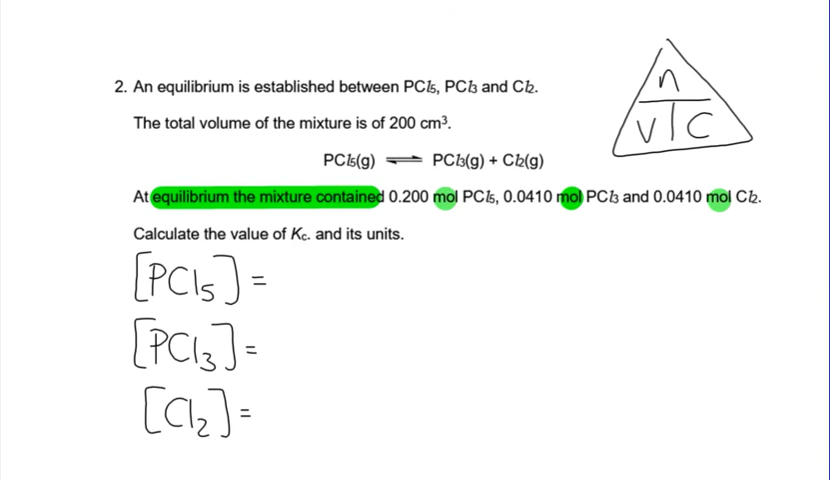 2. An equilibrium is established between PCl5, PCl3 and Cl2.
The total volume of the mixture is of 200 cm³.
PCl5(g) ⇌ PCl3(g) + Cl2(g)
At equilibrium the mixture contained 0.200 mol PCl5, 0.0410 mol PCl3 and 0.0410 mol Cl2.
Calculate the value of Kc. and its units.
n
V | C
[PCl5] =
[PCl3] =
[Cl2] =